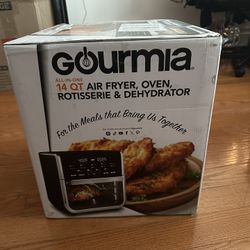 GOURMIA
ALL-IN-ONE
14 QT AIR FRYER, OVEN,
ROTISSERIE & DEHYDRATOR
For the Meals that Bring Us Together